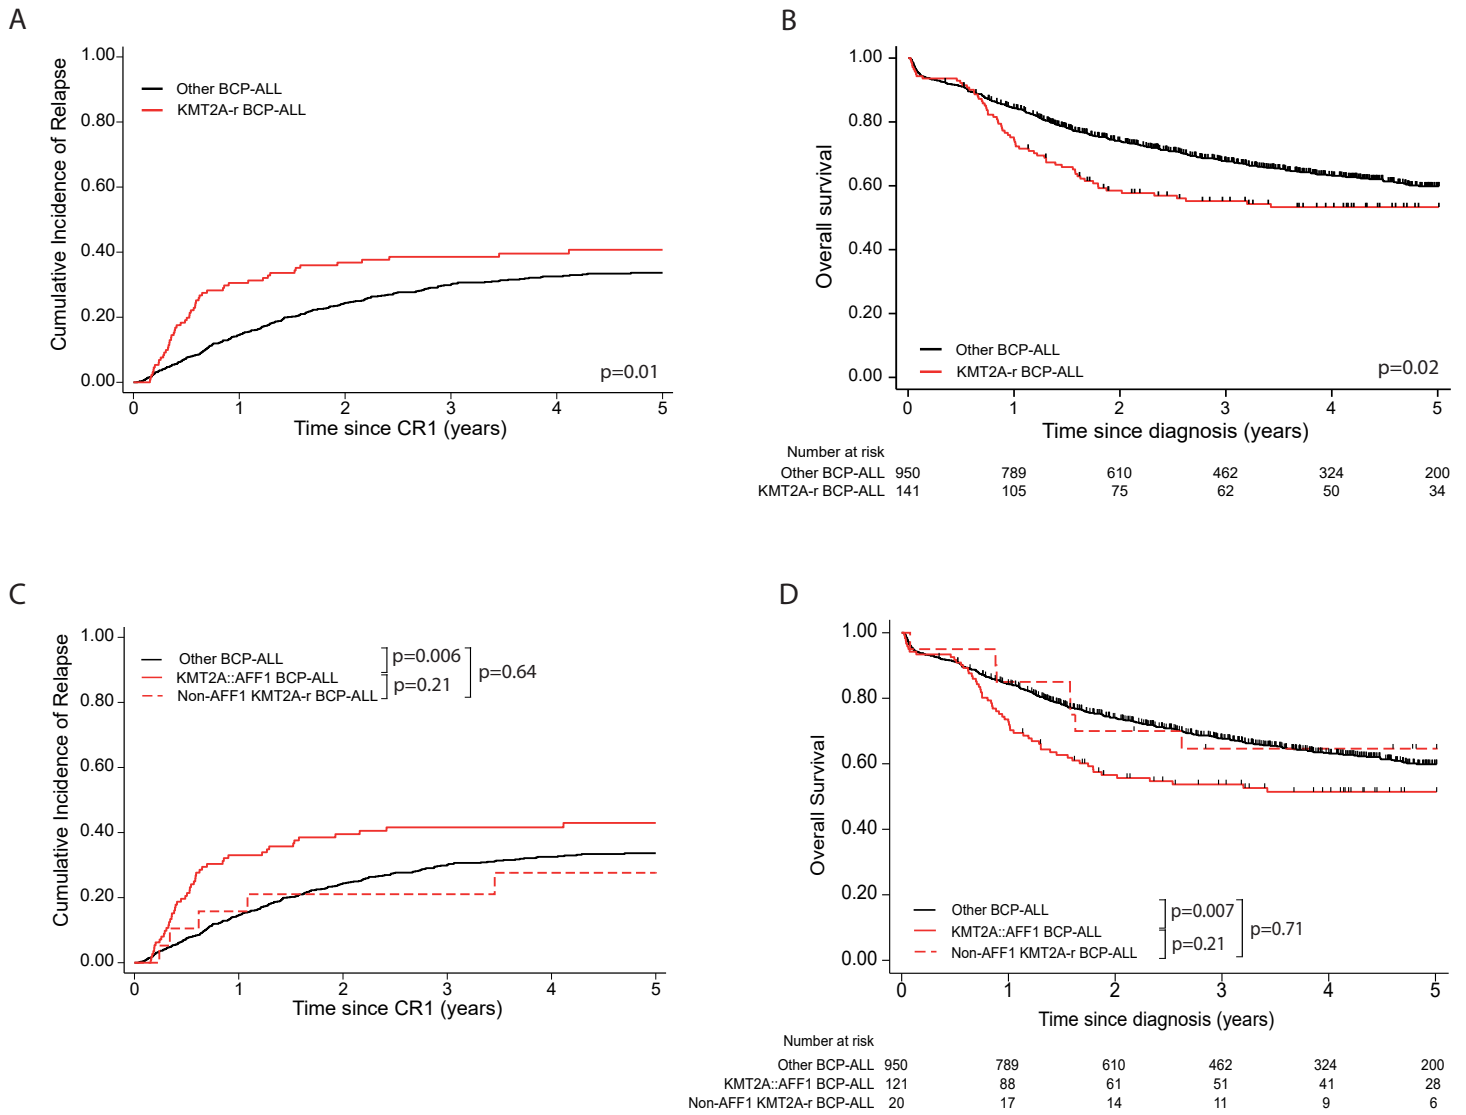 A
Cumulative Incidence of Relapse
1.00
0.80
0.60
0.40
0.20
0.00
Other BCP-ALL
KMT2A-r BCP-ALL
p=0.01
0 1 2 3 4 5
Time since CR1 (years)
B
Overall survival
1.00
0.80
0.60
0.40
0.20
0.00
Other BCP-ALL
KMT2A-r BCP-ALL
p=0.02
0 1 2 3 4 5
Time since diagnosis (years)
Number at risk
Other BCP-ALL 950 789 610 462 324 200
KMT2A-r BCP-ALL 141 105 75 62 50 34
C
Cumulative Incidence of Relapse
1.00
0.80
0.60
0.40
0.20
0.00
Other BCP-ALL
KMT2A::AFF1 BCP-ALL
Non-AFF1 KMT2A-r BCP-ALL
p=0.006
p=0.21
p=0.64
0 1 2 3 4 5
Time since CR1 (years)
D
Overall Survival
1.00
0.80
0.60
0.40
0.20
0.00
Other BCP-ALL
KMT2A::AFF1 BCP-ALL
Non-AFF1 KMT2A-r BCP-ALL
p=0.007
p=0.21
p=0.71
0 1 2 3 4 5
Time since diagnosis (years)
Number at risk
Other BCP-ALL 950 789 610 462 324 200
KMT2A::AFF1 BCP-ALL 121 88 61 51 41 28
Non-AFF1 KMT2A-r BCP-ALL 20 17 14 11 9 6